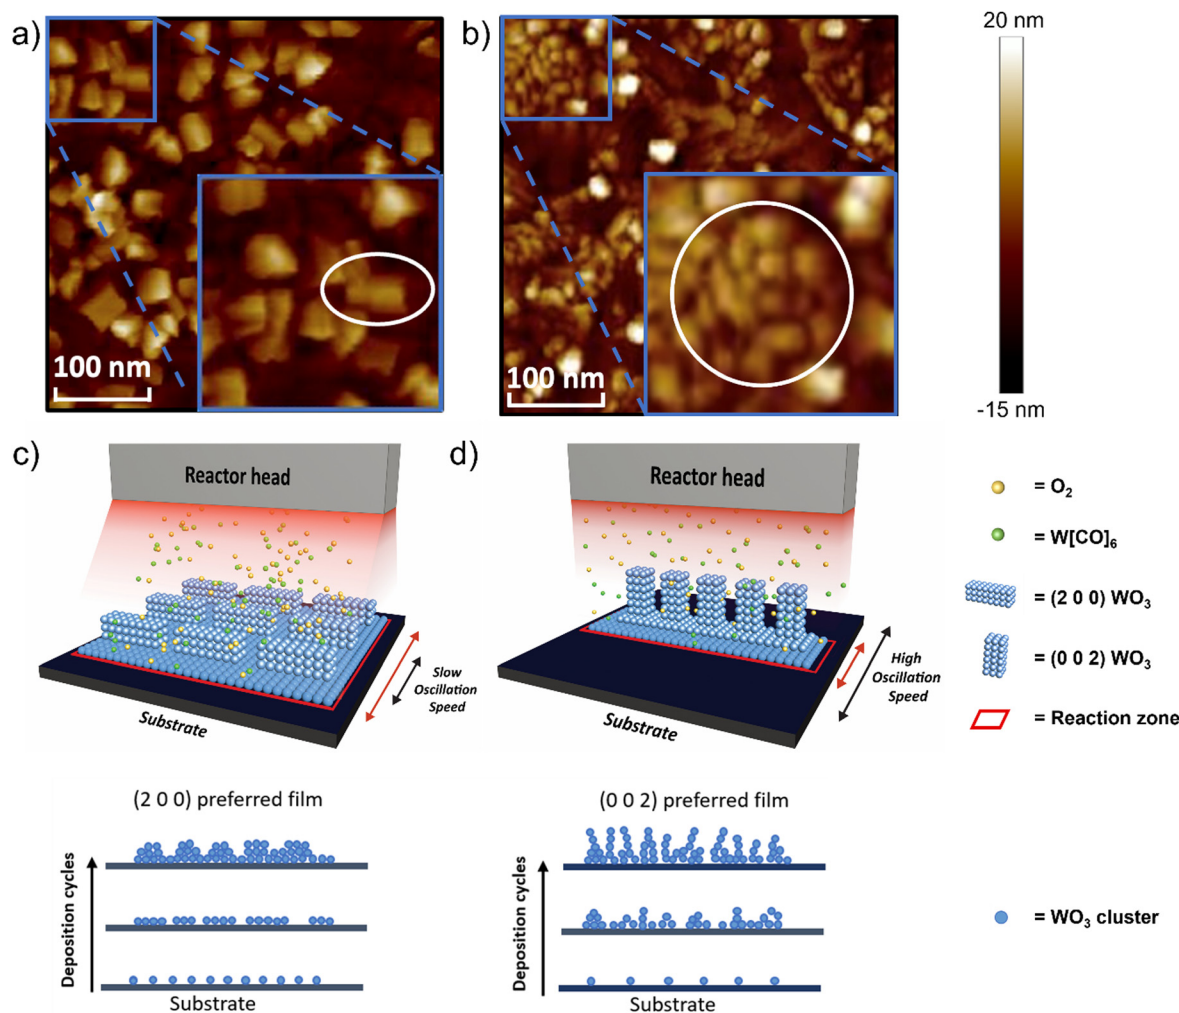 a)
b)
20 nm
100 nm
100 nm
-15 nm
c)
Reactor head
Slow
Oscillation
Speed
Substrate
d)
Reactor head
High
Oscillation
Speed
Substrate
= O₂
= W[CO]₆
= (2 0 0) WO₃
= (0 0 2) WO₃
= Reaction zone
(2 0 0) preferred film
Deposition cycles
Substrate
(0 0 2) preferred film
Deposition cycles
Substrate
= WO₃ cluster